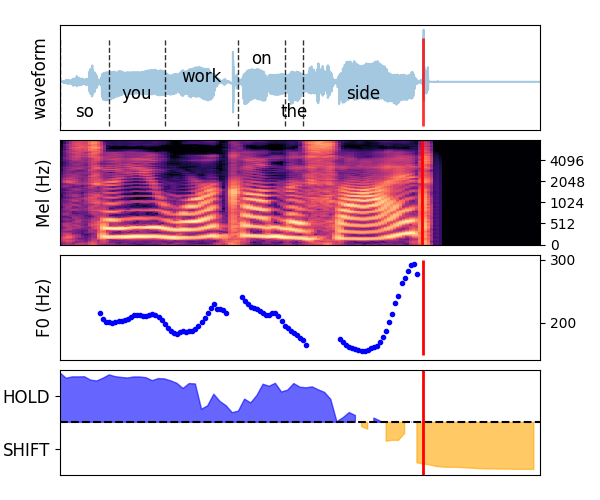 waveform
so
you
work
on
the
side
Mel (Hz)
4096
2048
1024
512
0
F0 (Hz)
300
200
HOLD
SHIFT